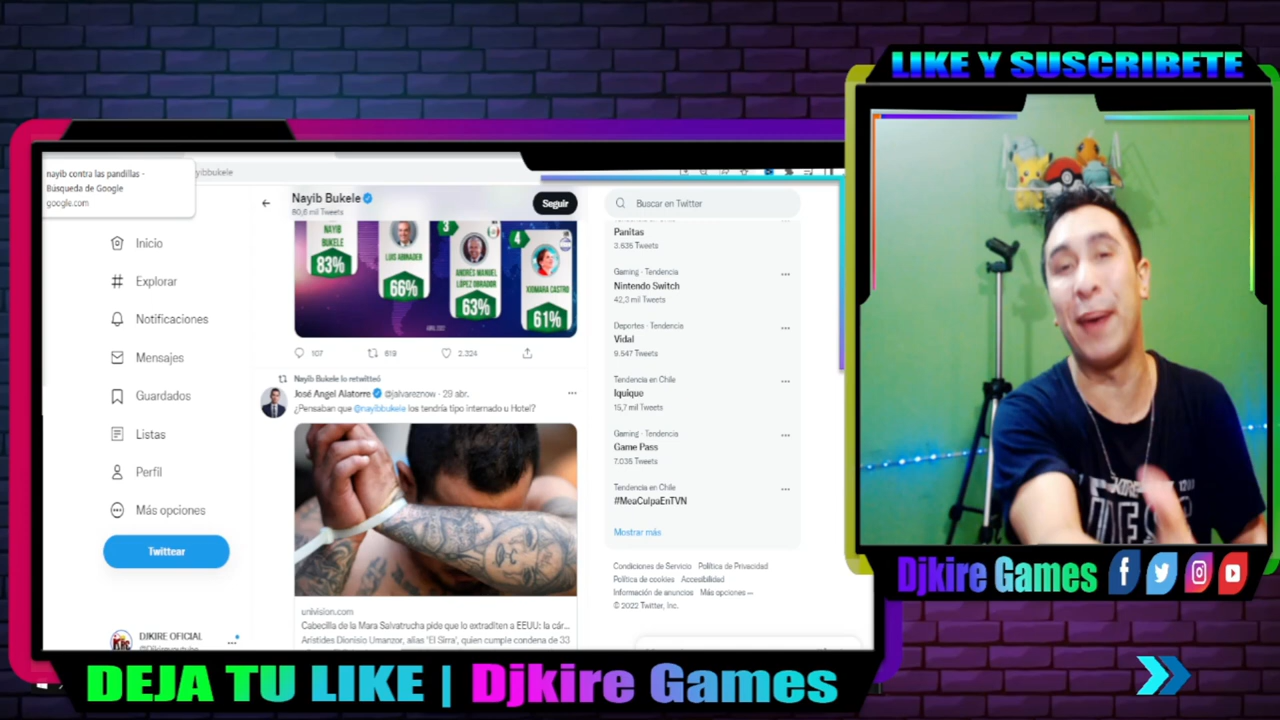 LIKE Y SUSCRIBETE
nayib contra las pandillas -
Búsqueda de Google
google.com
yibbukele
Nayib Bukele
80,6 mil Tweets
Seguir
Buscar en Twitter
Inicio
Explorar
Notificaciones
Mensajes
Guardados
Listas
Perfil
Más opciones
Twittear
DJKIRE OFICIAL
NAYIB
BUKELE
83%
LUIS ABINADER
66%
3
ANDRÉS MANUEL
LÓPEZ OBRADOR
63%
4
XIOMARA CASTRO
61%
ABRIL 2022
107
619
2.324
Nayib Bukele lo retwitteó
José Angel Alatorre @jalvareznow · 29 abr.
¿Pensaban que @nayibbukele los tendría tipo internado u Hotel?
univision.com
Cabecilla de la Mara Salvatrucha pide que lo extraditen a EEUU: la cár...
Arístides Dionisio Umanzor, alias 'El Sirra', quien cumple condena de 33
Panitas
3.635 Tweets
Gaming · Tendencia
Nintendo Switch
42,3 mil Tweets
Deportes · Tendencia
Vidal
9.547 Tweets
Tendencia en Chile
Iquique
15,7 mil Tweets
Gaming · Tendencia
Game Pass
7.035 Tweets
Tendencia en Chile
#MeaCulpaEnTVN
Mostrar más
Condiciones de Servicio Política de Privacidad
Política de cookies Accesibilidad
Información de anuncios Más opciones ···
© 2022 Twitter, Inc.
Djkire Games
DEJA TU LIKE | Djkire Games